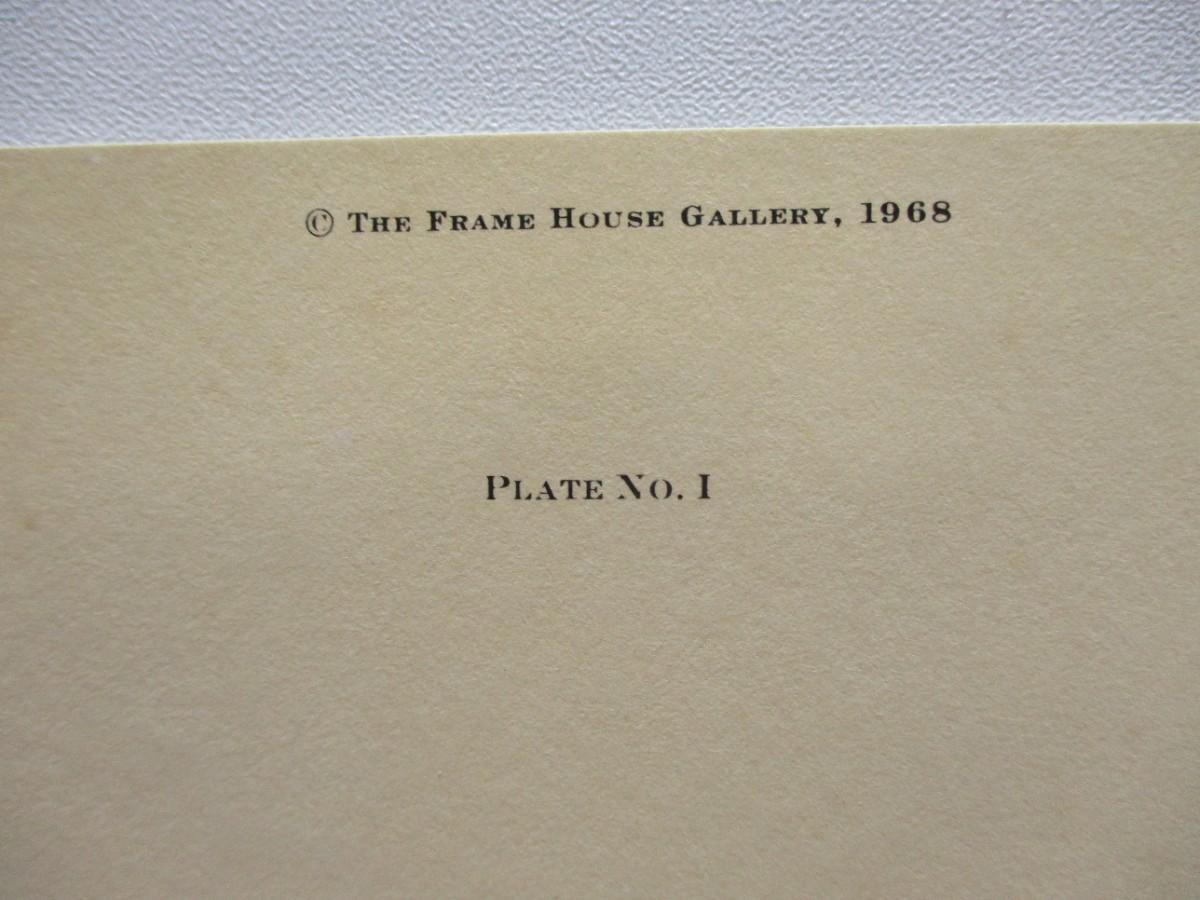 © The Frame House Gallery, 1968
Plate No. I